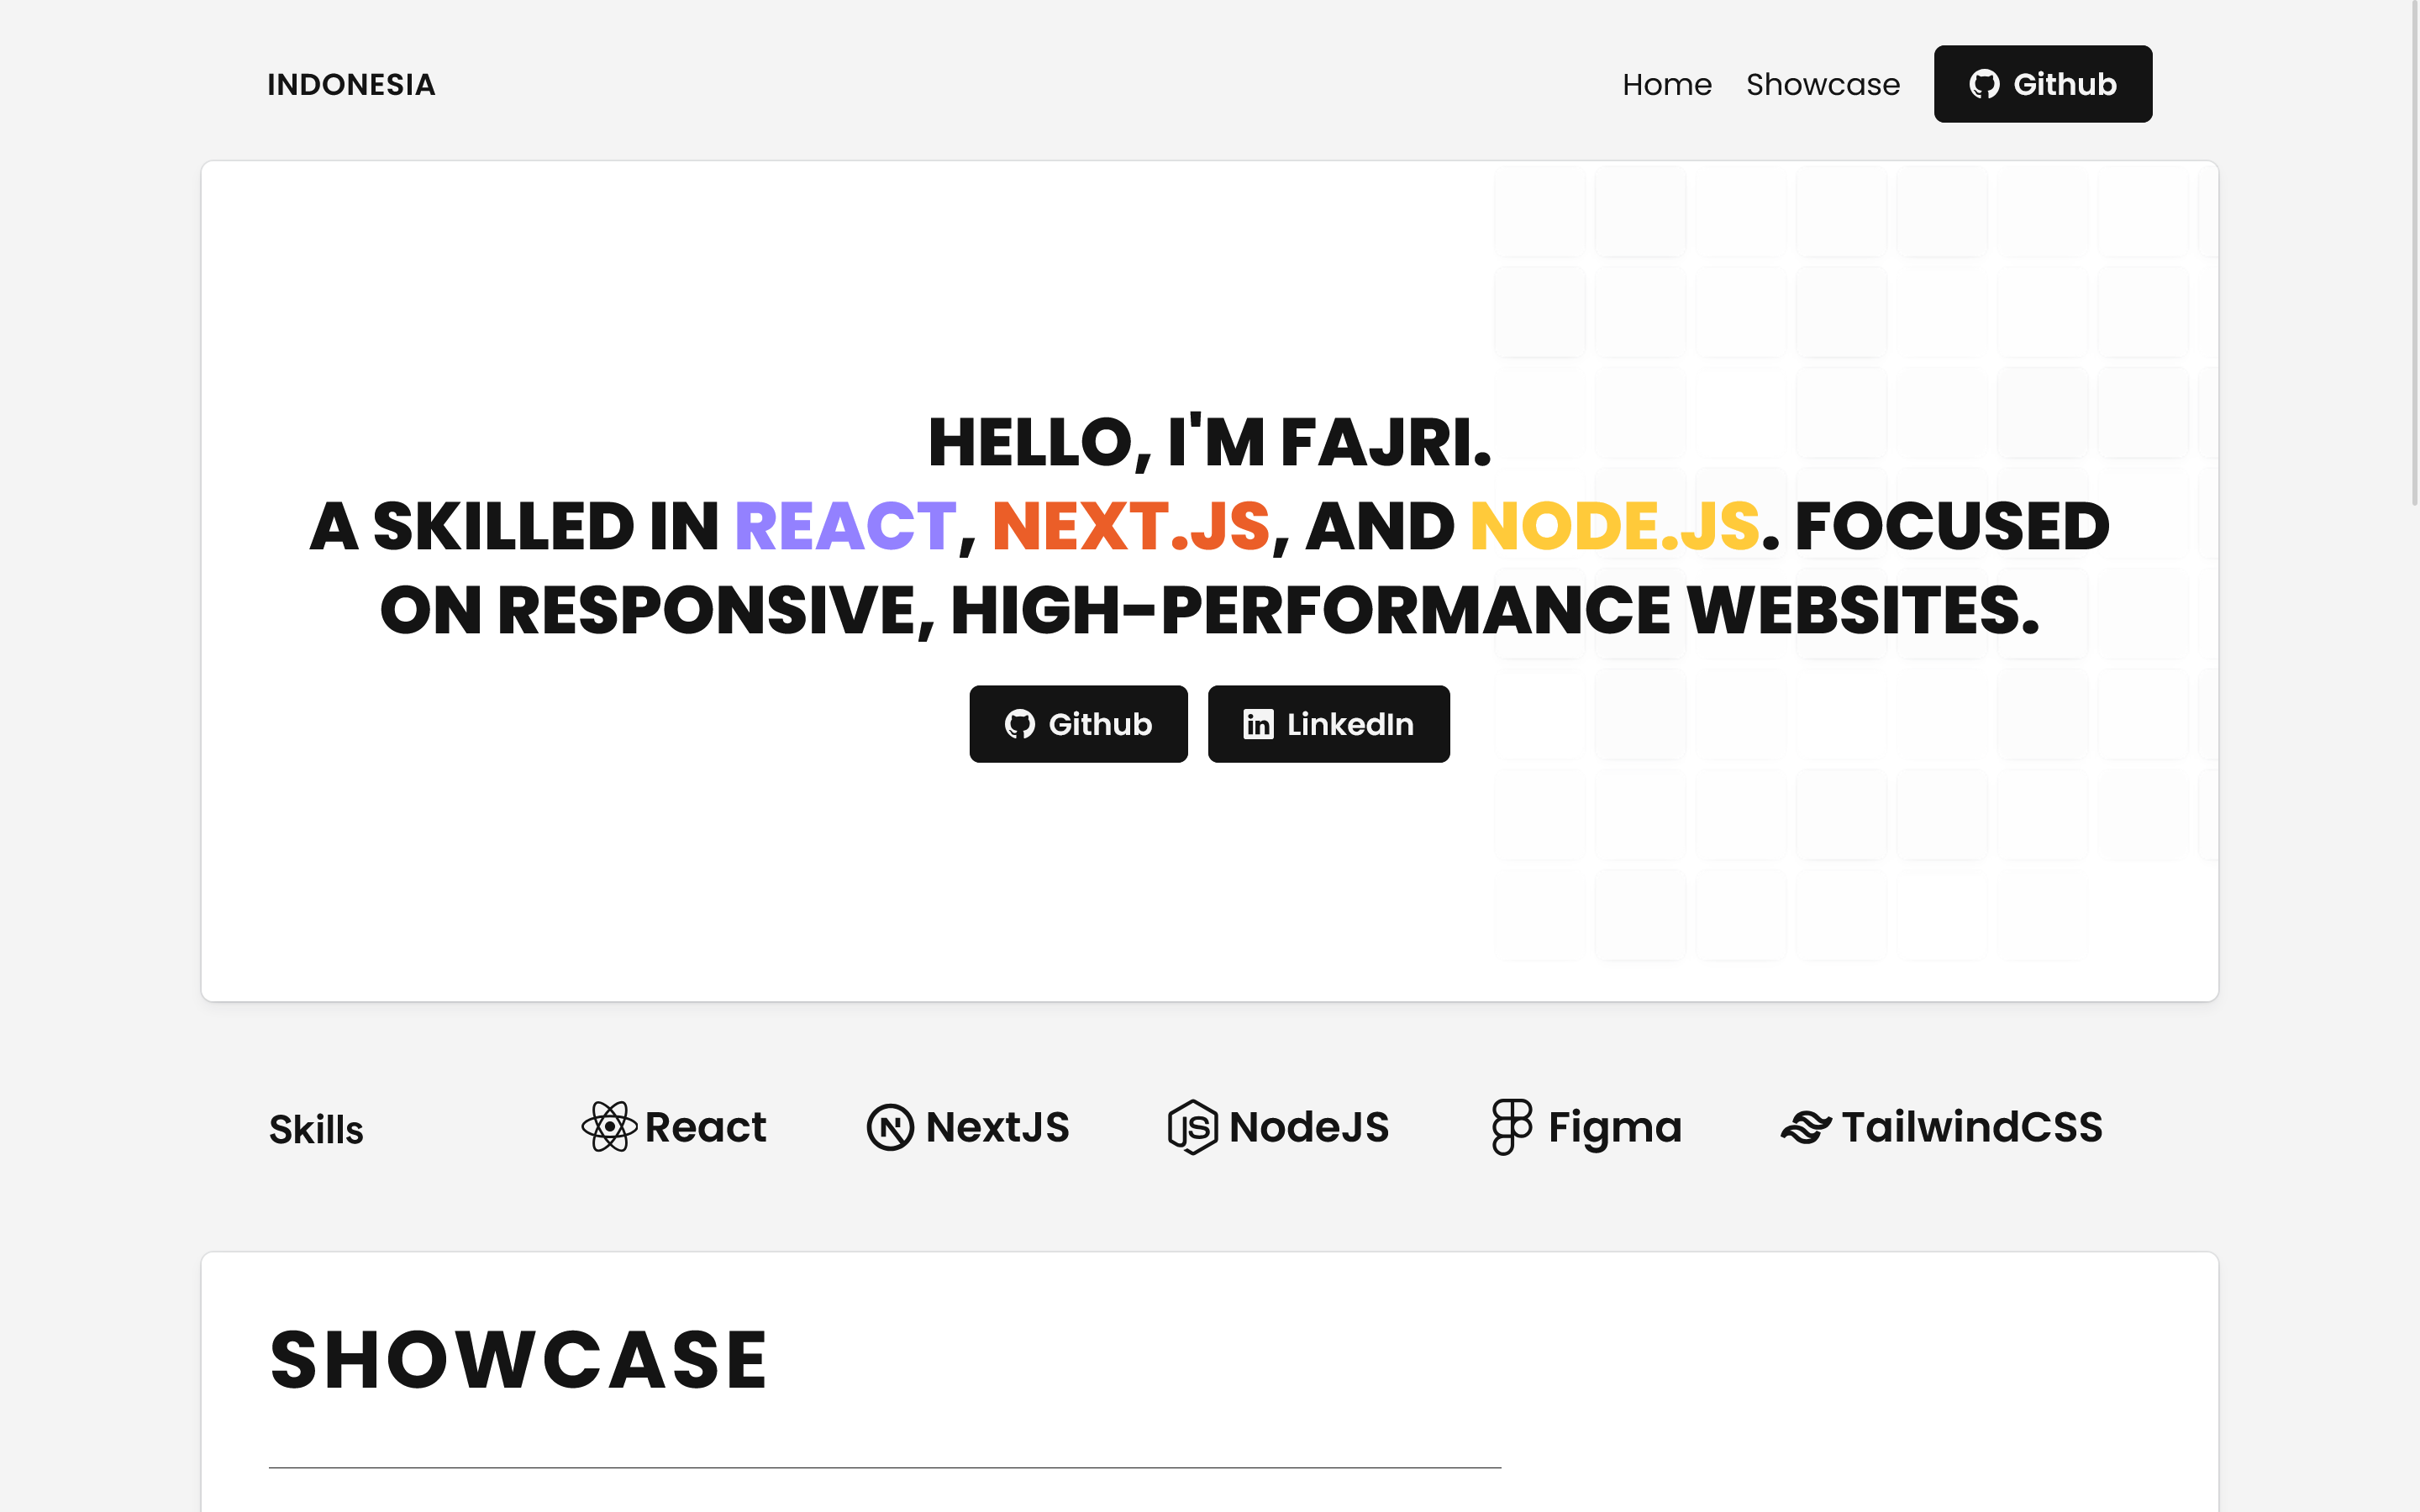 INDONESIA
Home Showcase Github
HELLO, I'M FAJRI.
A SKILLED IN REACT, NEXT.JS, AND NODE.JS. FOCUSED
ON RESPONSIVE, HIGH-PERFORMANCE WEBSITES.
Github LinkedIn
Skills React NextJS NodeJS Figma TailwindCSS
SHOWCASE